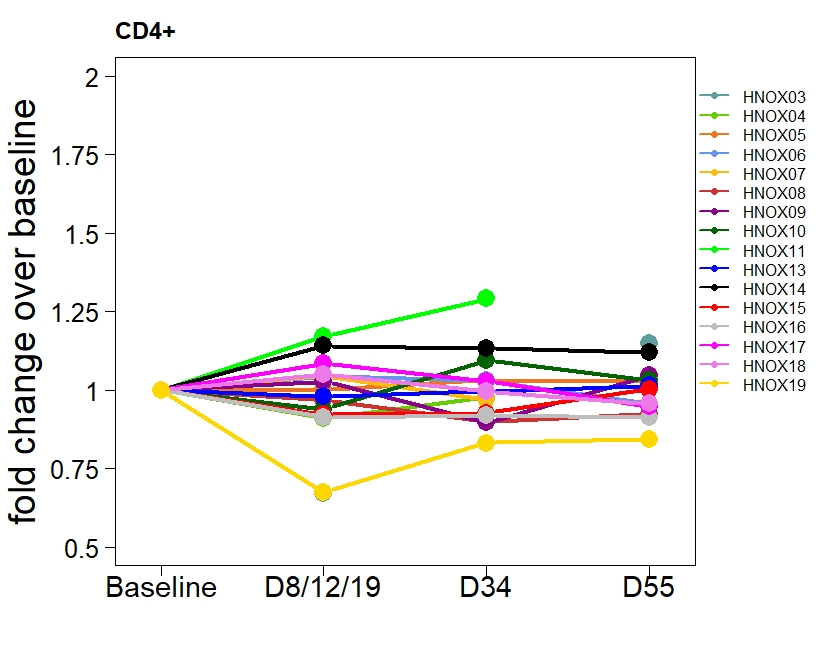 CD4+
fold change over baseline
2
1.75
1.5
1.25
1
0.75
0.5
Baseline D8/12/19 D34 D55
HNOX03
HNOX04
HNOX05
HNOX06
HNOX07
HNOX08
HNOX09
HNOX10
HNOX11
HNOX13
HNOX14
HNOX15
HNOX16
HNOX17
HNOX18
HNOX19